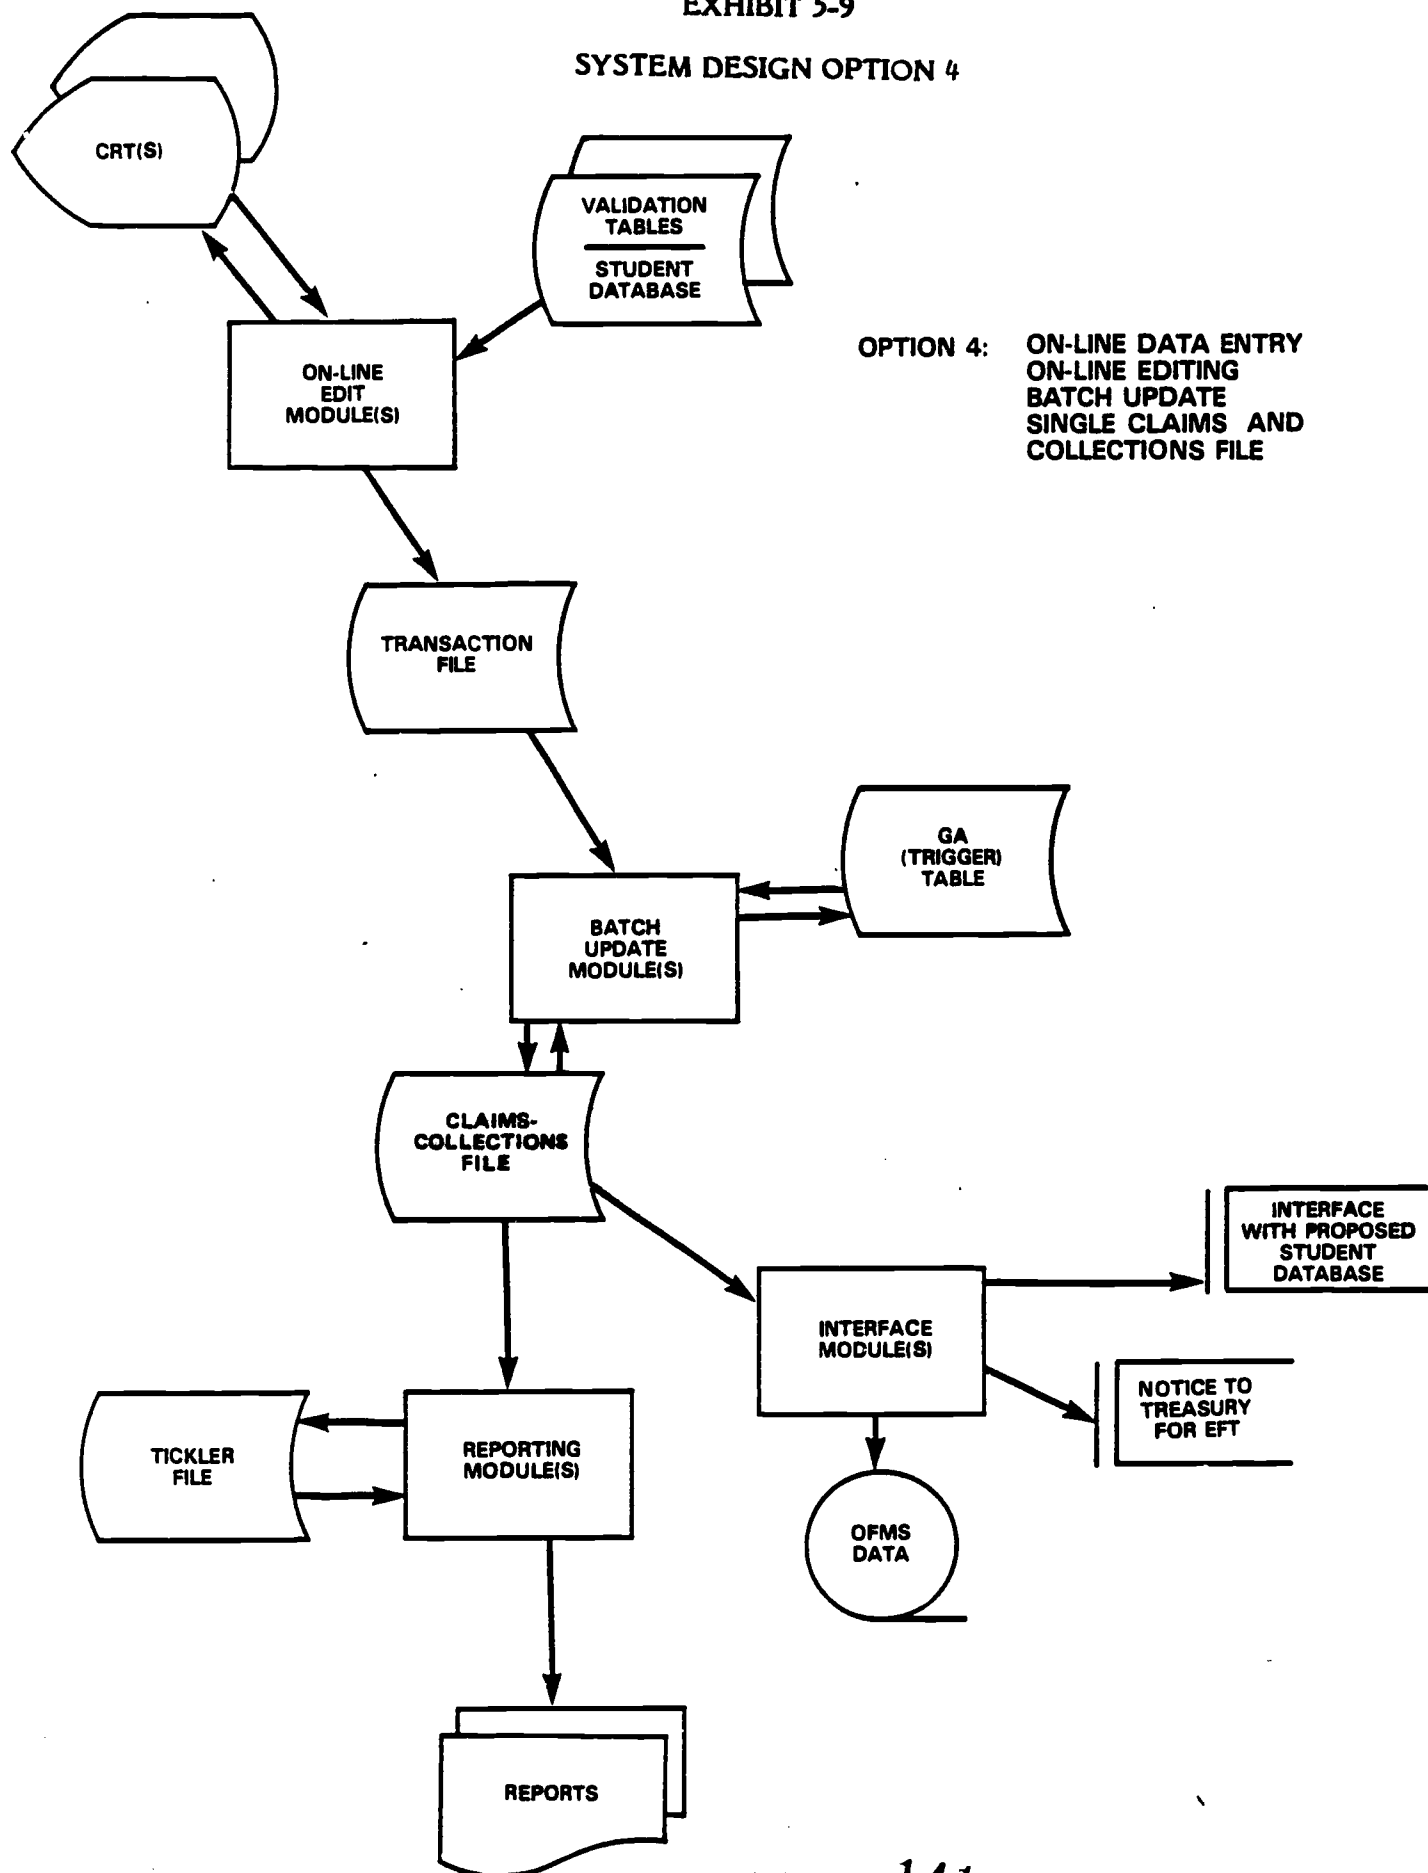 EXHIBIT 5-9
SYSTEM DESIGN OPTION 4
CRT(S)
VALIDATION
TABLES
STUDENT
DATABASE
ON-LINE
EDIT
MODULE(S)
OPTION 4: ON-LINE DATA ENTRY
ON-LINE EDITING
BATCH UPDATE
SINGLE CLAIMS AND
COLLECTIONS FILE
TRANSACTION
FILE
GA
(TRIGGER)
TABLE
BATCH
UPDATE
MODULE(S)
CLAIMS-
COLLECTIONS
FILE
INTERFACE
WITH PROPOSED
STUDENT
DATABASE
INTERFACE
MODULE(S)
NOTICE TO
TREASURY
FOR EFT
TICKLER
FILE
REPORTING
MODULE(S)
OFMS
DATA
REPORTS